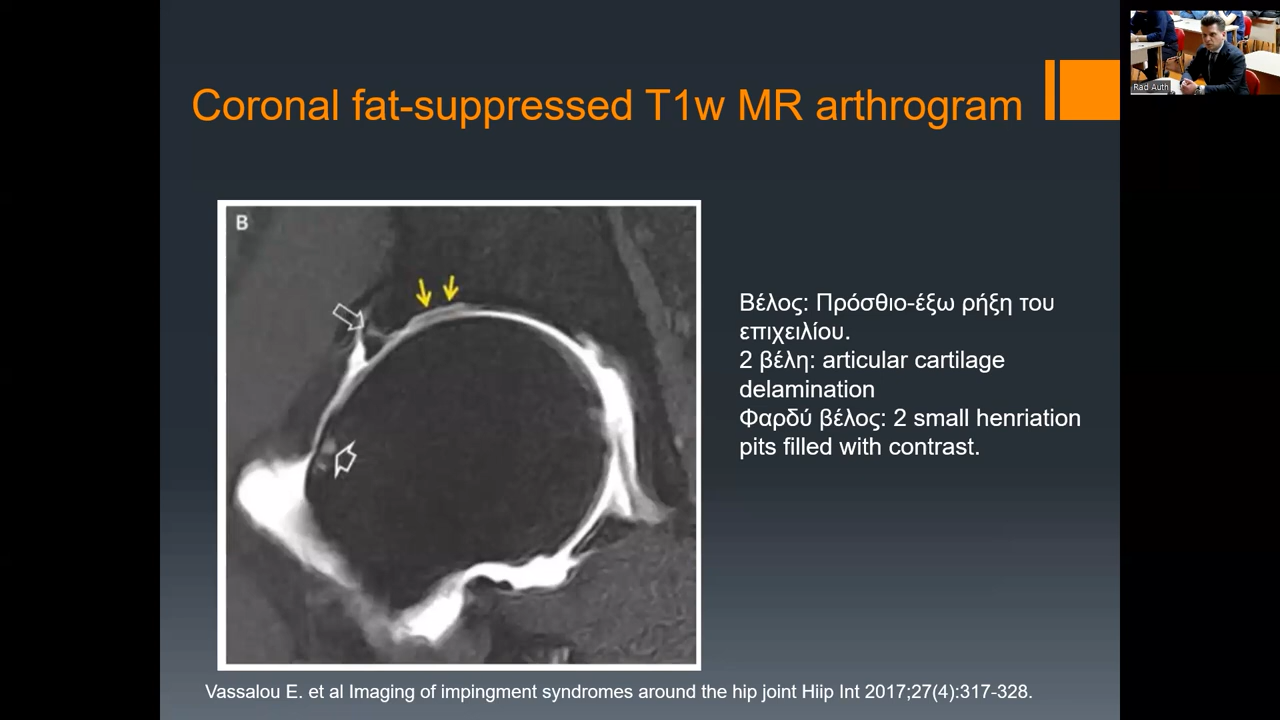 Coronal fat-suppressed T1w MR arthrogram
Rad Auth
B
Βέλος: Πρόσθιο-έξω ρήξη του
επιχειλίου.
2 βέλη: articular cartilage
delamination
Φαρδύ βέλος: 2 small henriation
pits filled with contrast.
Vassalou E. et al Imaging of impingment syndromes around the hip joint Hiip Int 2017;27(4):317-328.